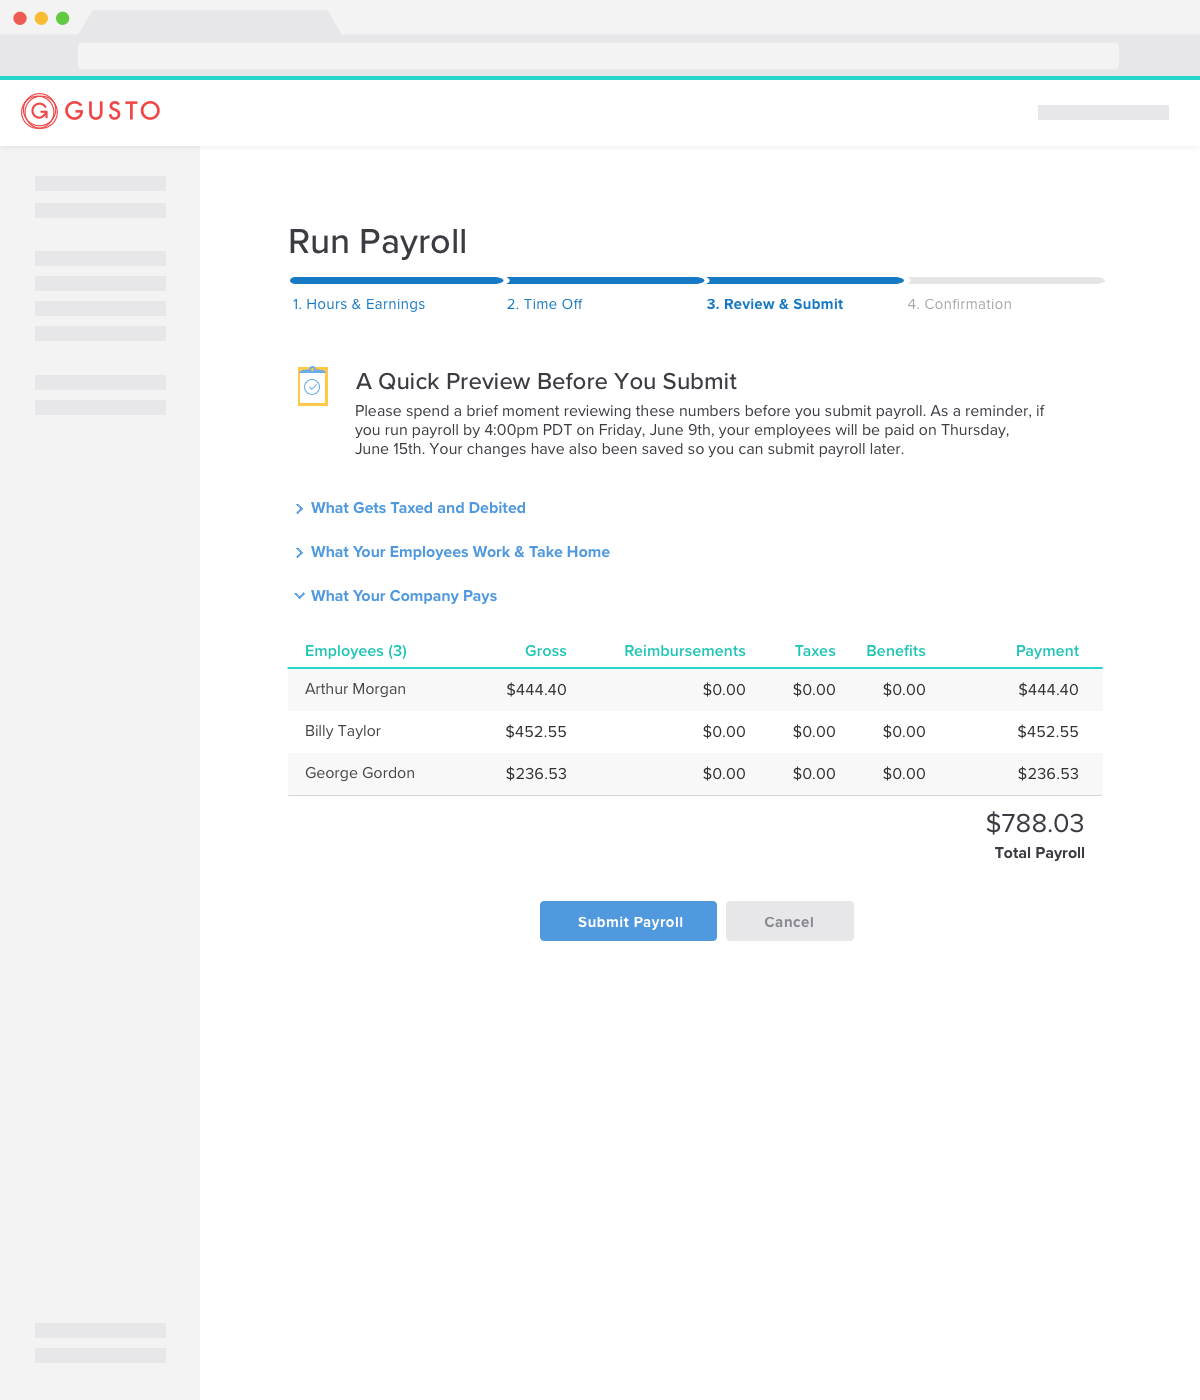 GUSTO
Run Payroll
1. Hours & Earnings 2. Time Off 3. Review & Submit 4. Confirmation
A Quick Preview Before You Submit
Please spend a brief moment reviewing these numbers before you submit payroll. As a reminder, if
you run payroll by 4:00pm PDT on Friday, June 9th, your employees will be paid on Thursday,
June 15th. Your changes have also been saved so you can submit payroll later.
What Gets Taxed and Debited
What Your Employees Work & Take Home
What Your Company Pays
Employees (3) Gross Reimbursements Taxes Benefits Payment
Arthur Morgan $444.40 $0.00 $0.00 $0.00 $444.40
Billy Taylor $452.55 $0.00 $0.00 $0.00 $452.55
George Gordon $236.53 $0.00 $0.00 $0.00 $236.53
$788.03
Total Payroll
Submit Payroll Cancel